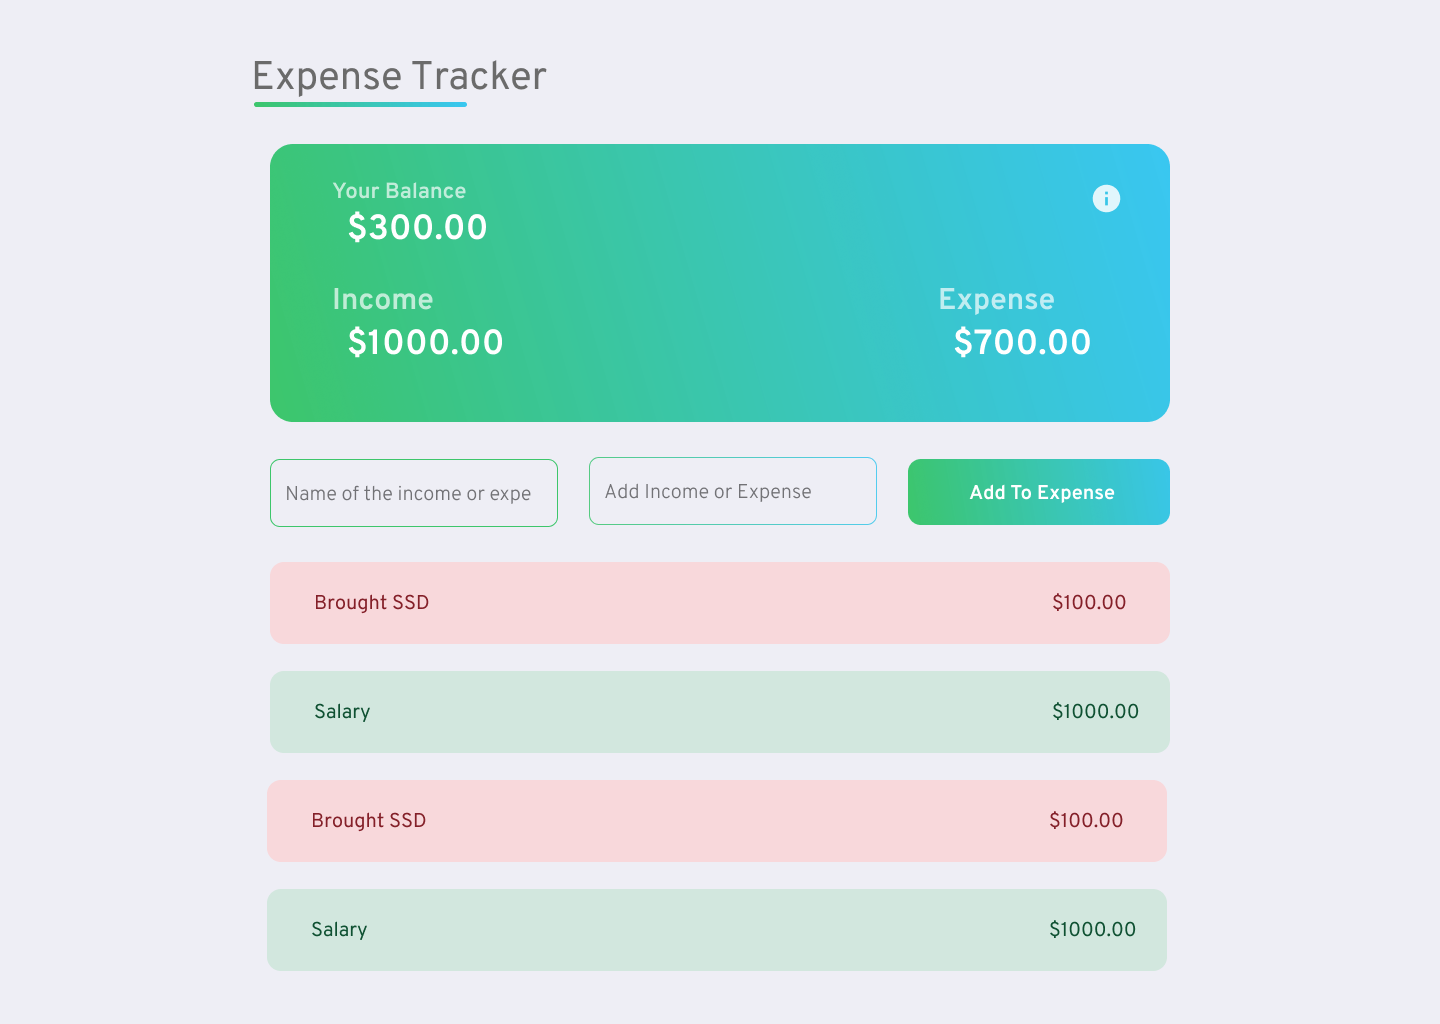 Expense Tracker
Your Balance
$300.00
Income
$1000.00
Expense
$700.00
Name of the income or expe
Add Income or Expense
Add To Expense
Brought SSD
$100.00
Salary
$1000.00
Brought SSD
$100.00
Salary
$1000.00